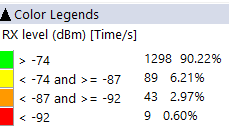 Color Legends
RX level (dBm) [Time/s]
> -74 1298 90.22%
< -74 and >= -87 89 6.21%
< -87 and >= -92 43 2.97%
< -92 9 0.60%